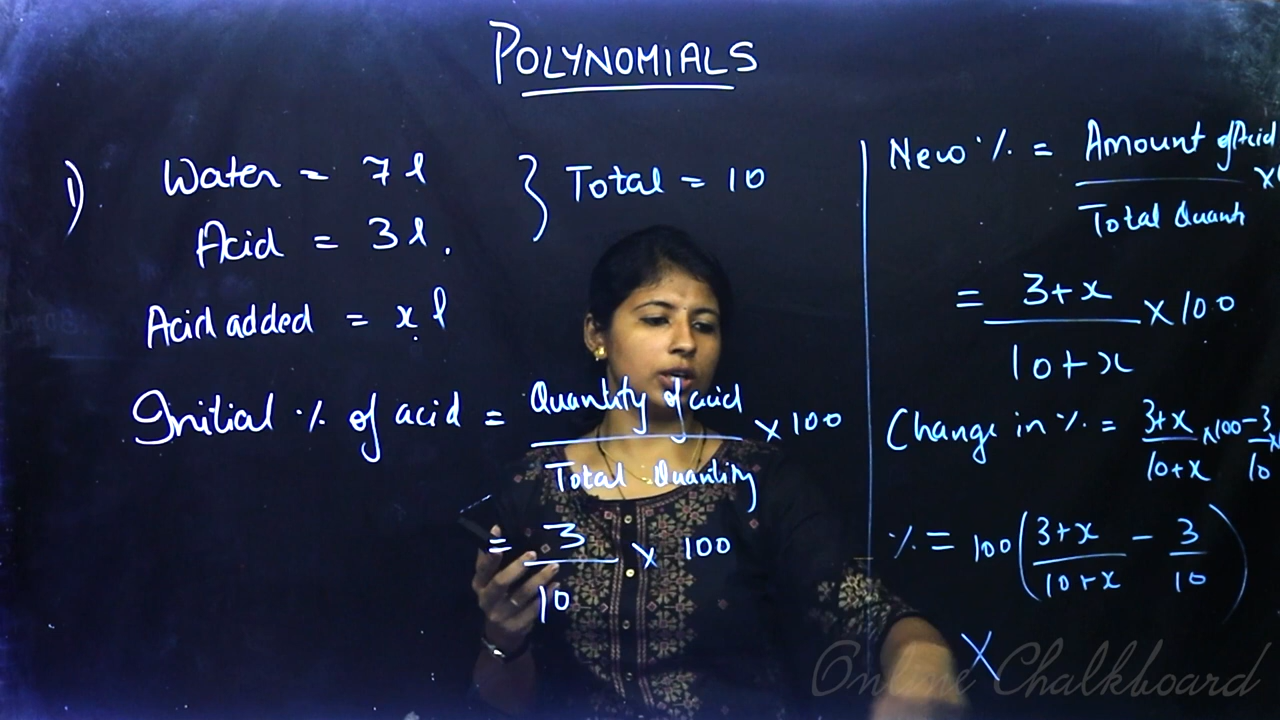 POLYNOMIALS
1) Water = 7 l } Total = 10
Acid = 3 l.
Acid added = x l
Initial % of acid = Quantity of acid / Total Quantity × 100
= 3/10 × 100
New % = Amount of Acid / Total Quant ×
= 3+x / 10+x × 100
Change in % = 3+x / 10+x × 100 - 3/10 ×
% = 100 ( 3+x / 10+x - 3/10 )
X
Online Chalkboard